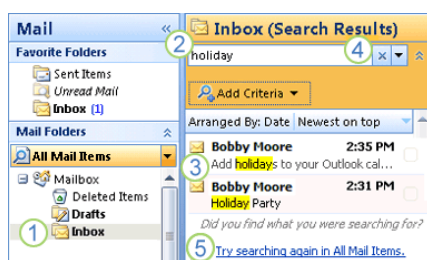 Mail «
Favorite Folders
Sent Items
Unread Mail
Inbox (1)
Mail Folders
All Mail Items
Mailbox
Deleted Items
Drafts
1 Inbox
Inbox (Search Results)
2 holiday 4
Add Criteria
Arranged By: Date Newest on top
Bobby Moore 2:35 PM
3 Add holidays to your Outlook cal...
Bobby Moore 2:31 PM
Holiday Party
Did you find what you were searching for?
5 Try searching again in All Mail Items.